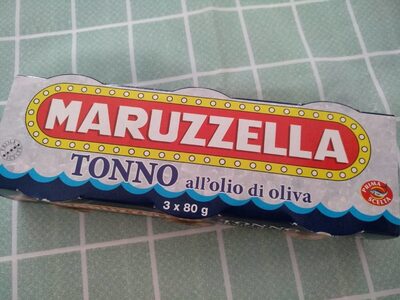 MARUZZELLA
TONNO all'olio di oliva
3 x 80 g
PRIMA
SCELTA